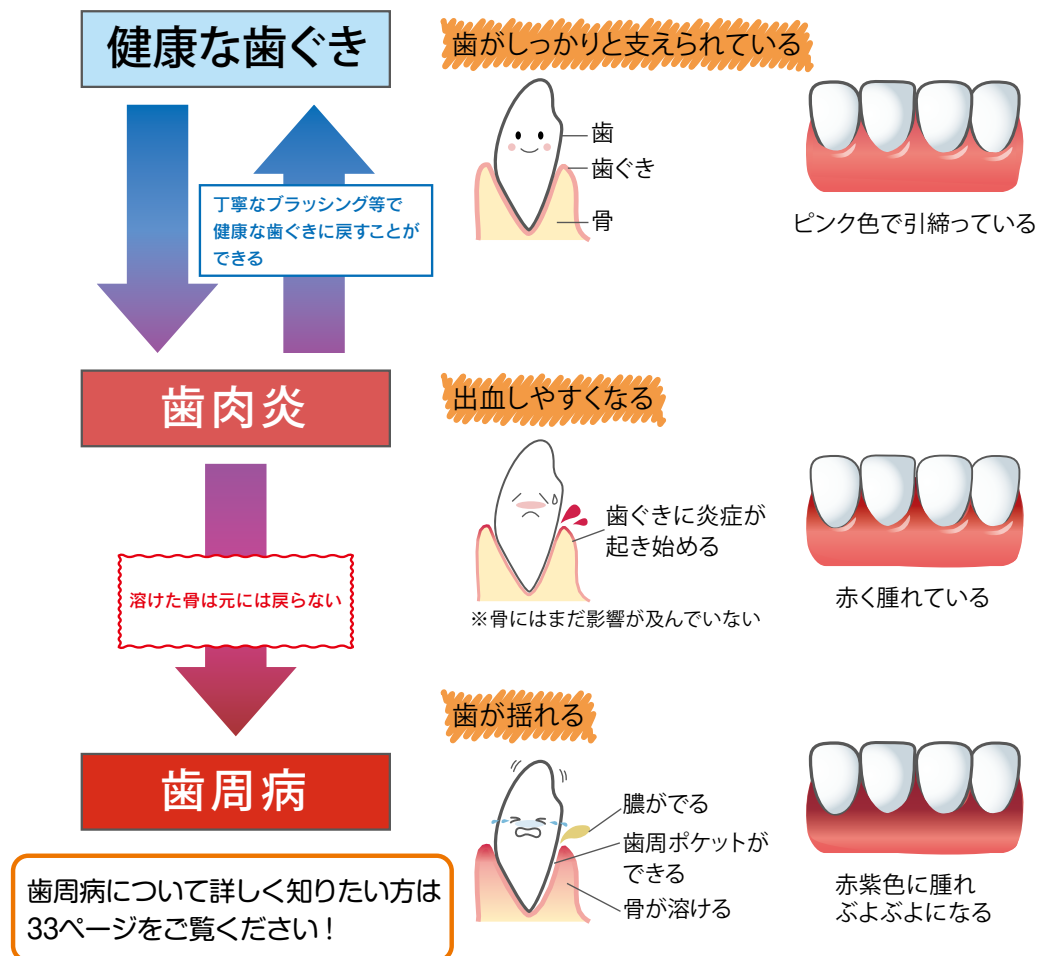 健康な歯ぐき
歯がしっかりと支えられている
歯
歯ぐき
骨
ピンク色で引締っている
丁寧なブラッシング等で
健康な歯ぐきに戻すことが
できる
歯肉炎
出血しやすくなる
歯ぐきに炎症が
起き始める
※骨にはまだ影響が及んでいない
赤く腫れている
溶けた骨は元には戻らない
歯周病
歯が揺れる
膿がでる
歯周ポケットが
できる
骨が溶ける
赤紫色に腫れ
ぶよぶよになる
歯周病について詳しく知りたい方は
33ページをご覧ください！